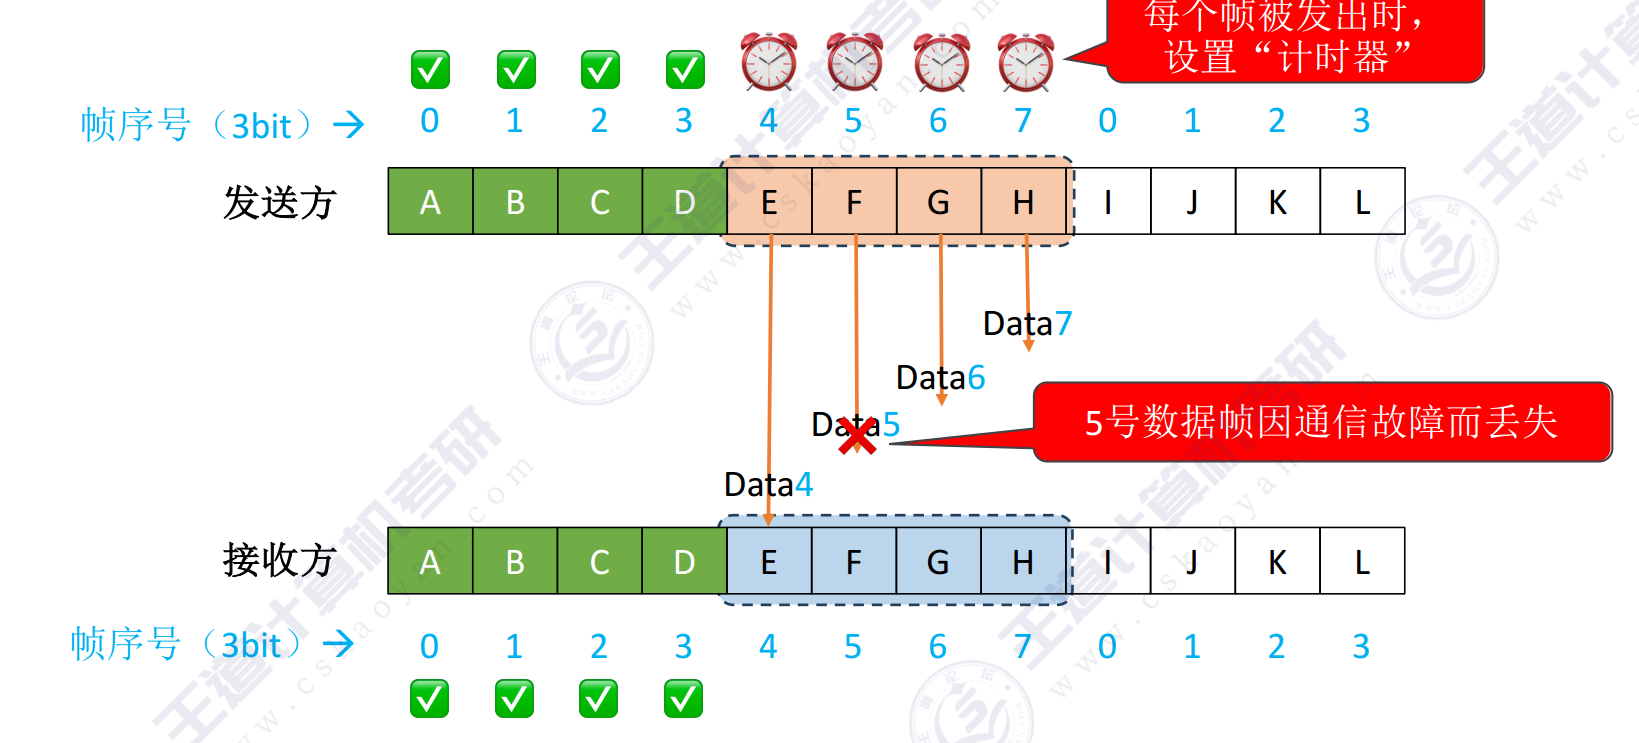 每个帧被发出时，
设置“计时器”
帧序号（3bit）→ 0 1 2 3 4 5 6 7 0 1 2 3
发送方 A B C D E F G H I J K L
Data7
Data6
Data5
5号数据帧因通信故障而丢失
Data4
接收方 A B C D E F G H I J K L
帧序号（3bit）→ 0 1 2 3 4 5 6 7 0 1 2 3
王道计算机考研
www.cskaoyan.com